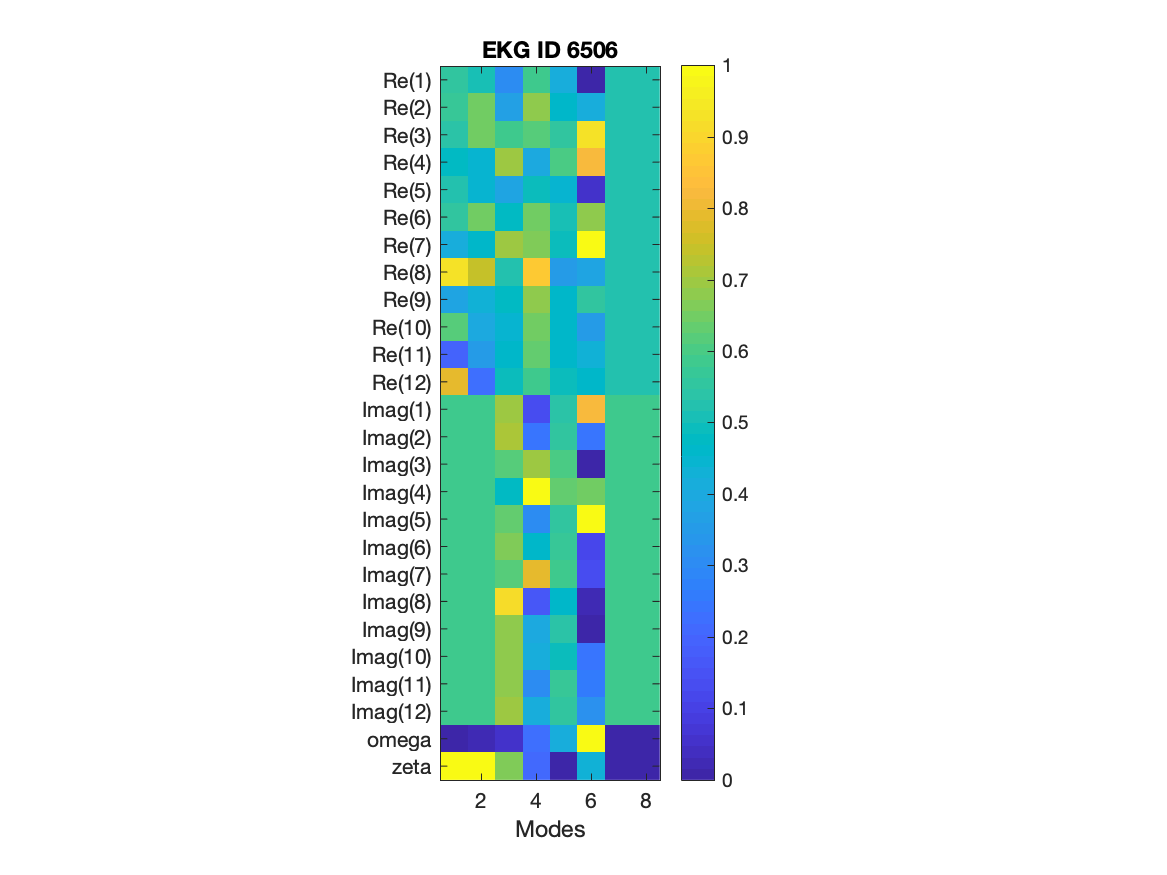 EKG ID 6506
Re(1)
Re(2)
Re(3)
Re(4)
Re(5)
Re(6)
Re(7)
Re(8)
Re(9)
Re(10)
Re(11)
Re(12)
Imag(1)
Imag(2)
Imag(3)
Imag(4)
Imag(5)
Imag(6)
Imag(7)
Imag(8)
Imag(9)
Imag(10)
Imag(11)
Imag(12)
omega
zeta
2 4 6 8
Modes
1
0.9
0.8
0.7
0.6
0.5
0.4
0.3
0.2
0.1
0